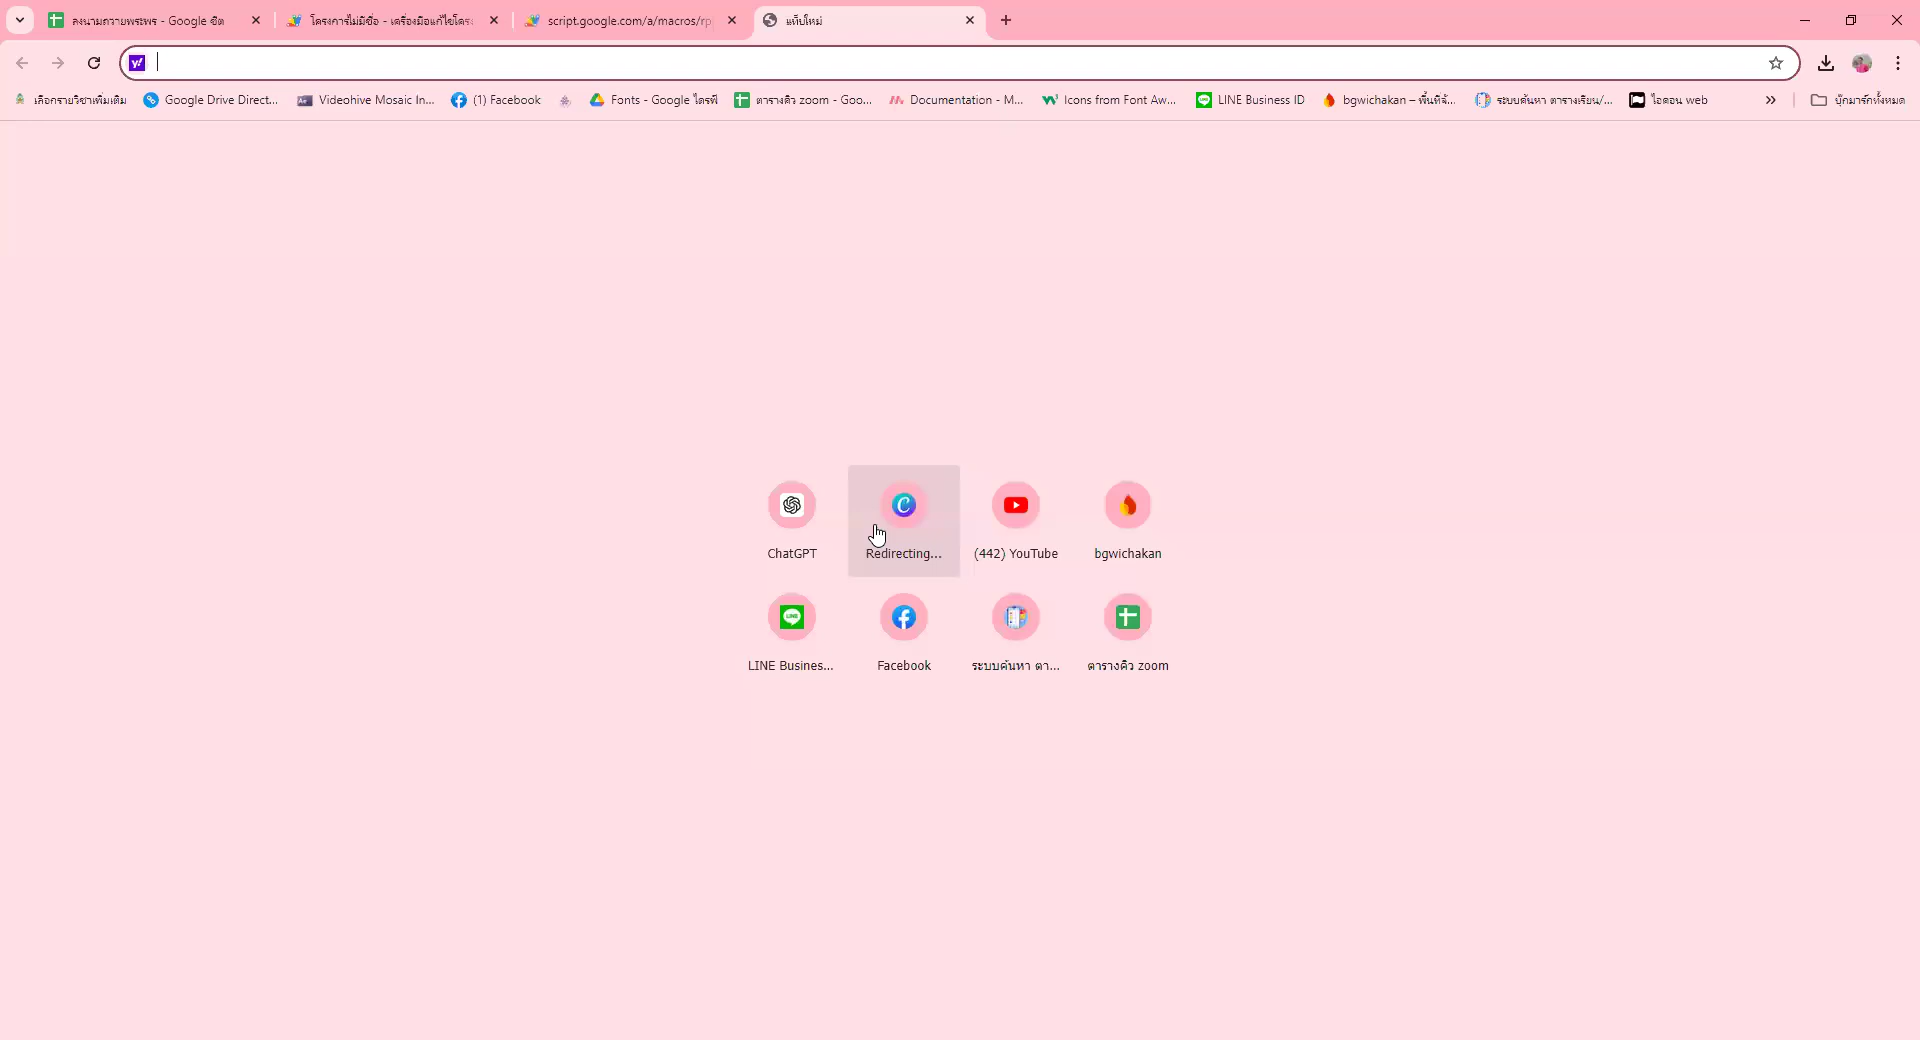 ลงนามถวายพระพร - Google ชีต
โครงการไม่มีชื่อ - เครื่องมือแก้ไขโครง
script.google.com/a/macros/rp
แท็บใหม่
y!
เลือกรายวิชาเพิ่มเติม
Google Drive Direct...
Videohive Mosaic In...
(1) Facebook
Fonts - Google ไดรฟ์
ตารางคิว zoom - Goo...
Documentation - M...
Icons from Font Aw...
LINE Business ID
bgwichakan – พื้นที่จั...
ระบบค้นหา ตารางเรียน/...
ไอคอน web
บุ๊กมาร์กทั้งหมด
ChatGPT
Redirecting...
(442) YouTube
bgwichakan
LINE Busines...
Facebook
ระบบค้นหา ตา...
ตารางคิว zoom